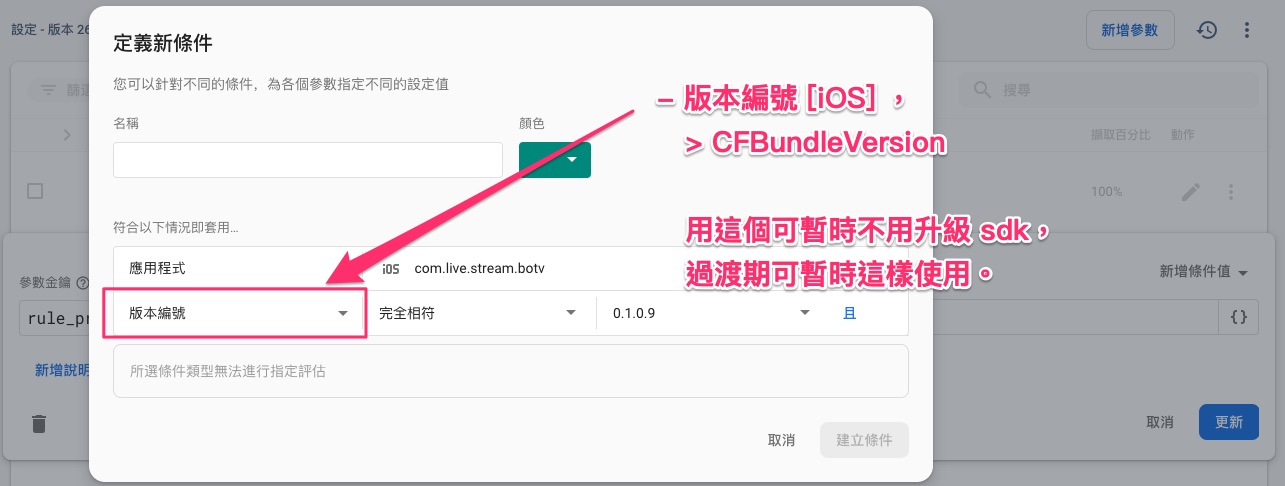 設定 - 版本 26
新增參數
定義新條件
您可以針對不同的條件，為各個參數指定不同的設定值
搜尋
– 版本編號 [iOS] ，
> CFBundleVersion
名稱
顏色
擷取百分比
動作
100%
符合以下情況即套用...
用這個可暫時不用升級 sdk，
過渡期可暫時這樣使用。
應用程式
iOS
com.live.stream.botv
參數金鑰
新增條件值
版本編號
完全相符
0.1.0.9
且
rule_pr
{}
新增說明
所選條件類型無法進行指定評估
取消
建立條件
取消
更新